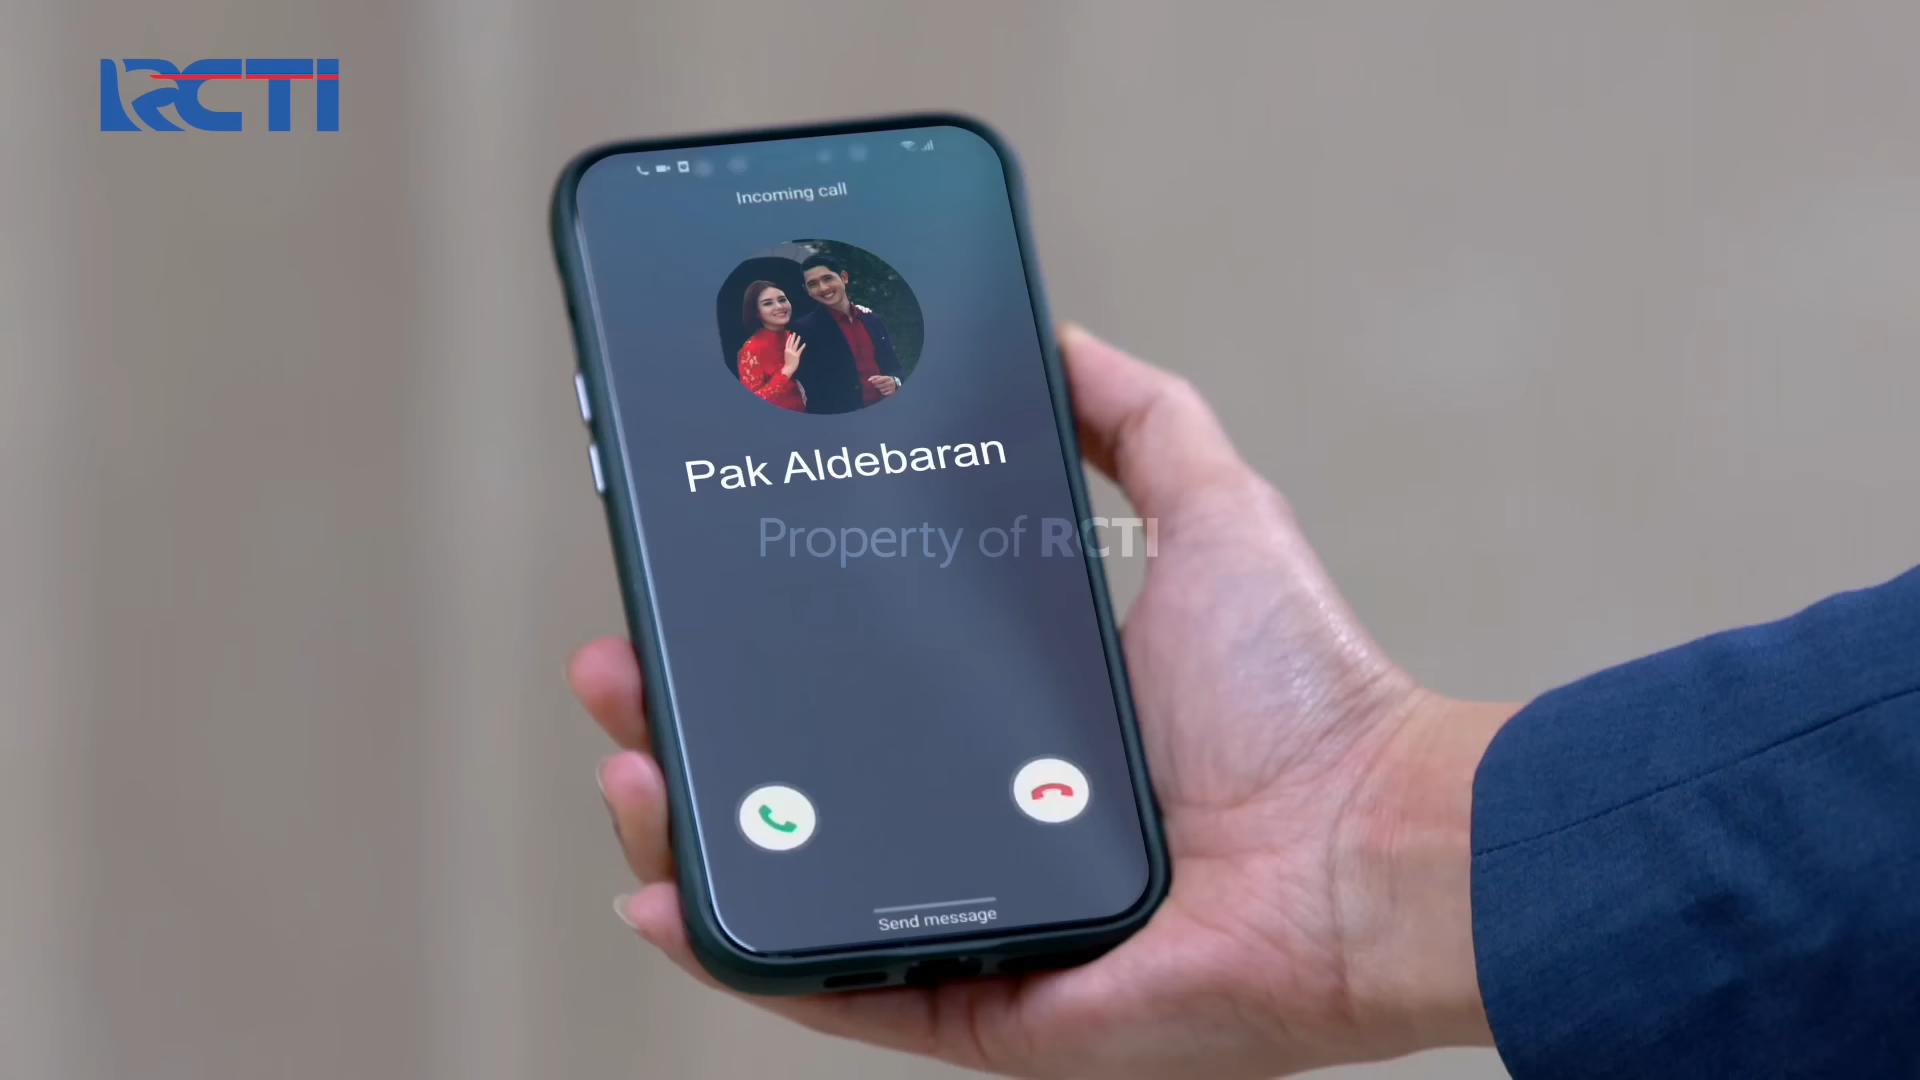 RCTI
Incoming call
Pak Aldebaran
Property of RCTI
Send message